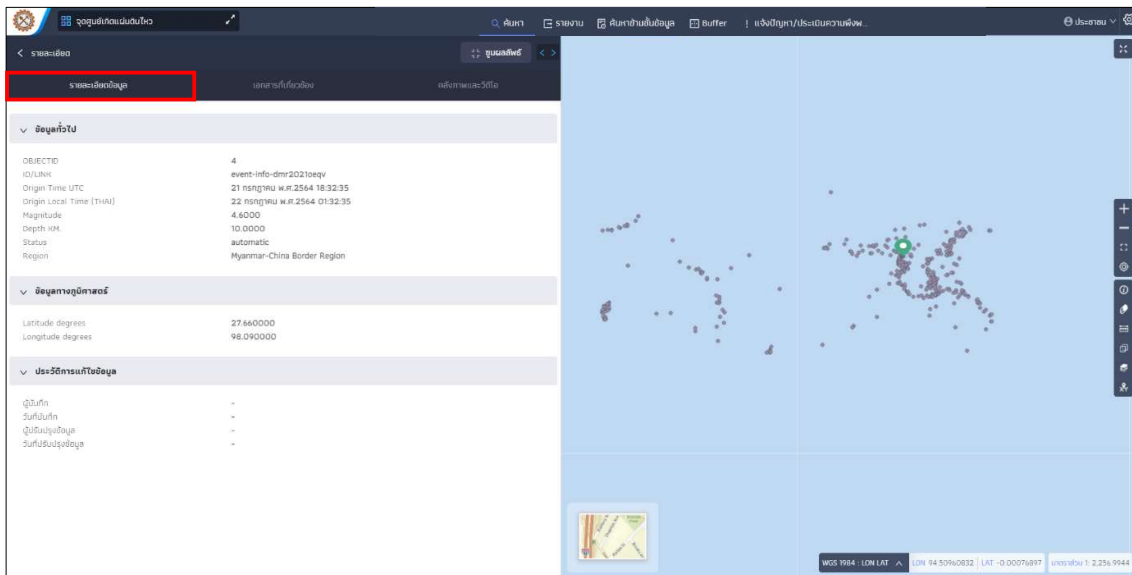 จุดศูนย์เกิดแผ่นดินไหว
ค้นหา
รายงาน
ค้นหาข้ามชั้นข้อมูล
Buffer
แจ้งปัญหา/ประเมินความพึงพ...
ประชาชน
รายละเอียด
ซูมผลลัพธ์
รายละเอียดข้อมูล
เอกสารที่เกี่ยวข้อง
คลังภาพและวีดีโอ
ข้อมูลทั่วไป
OBJECTID 4
ID/LINK event-info-dmr2021oeqv
Origin Time UTC 21 กรกฎาคม พ.ศ.2564 18:32:35
Origin Local Time (THAI) 22 กรกฎาคม พ.ศ.2564 01:32:35
Magnitude 4.6000
Depth KM. 10.0000
Status automatic
Region Myanmar-China Border Region
ข้อมูลทางภูมิศาสตร์
Latitude degrees 27.660000
Longitude degrees 98.090000
ประวัติการแก้ไขข้อมูล
ผู้บันทึก -
วันที่บันทึก -
ผู้ปรับปรุงข้อมูล -
วันที่ปรับปรุงข้อมูล -
WGS 1984 : LON LAT
LON 94.50960832
LAT -0.00076897
มาตราส่วน 1: 2,256.9944